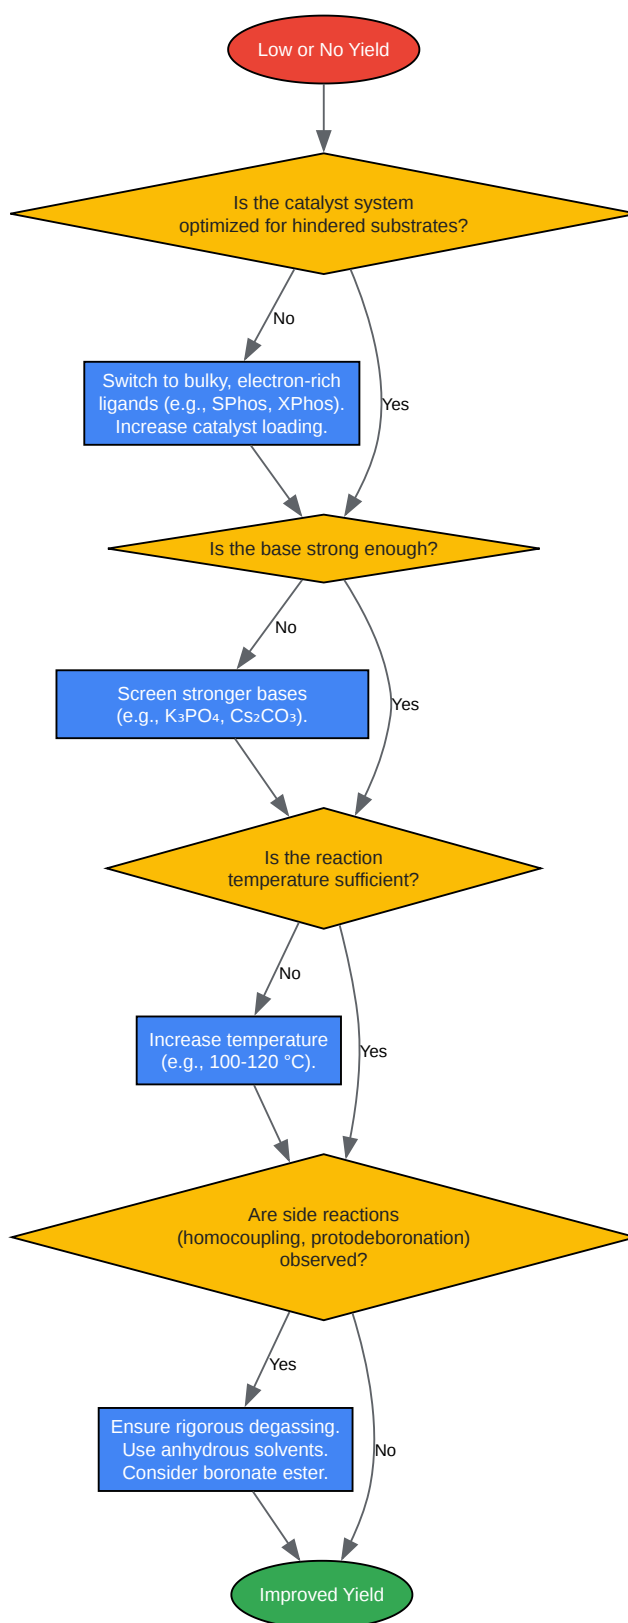 Low or No Yield
Is the catalyst system
optimized for hindered substrates?
No
Switch to bulky, electron-rich
ligands (e.g., SPhos, XPhos).
Increase catalyst loading.
Yes
Is the base strong enough?
No
Screen stronger bases
(e.g., K₃PO₄, Cs₂CO₃).
Yes
Is the reaction
temperature sufficient?
No
Increase temperature
(e.g., 100-120 °C).
Yes
Are side reactions
(homocoupling, protodeboronation)
observed?
Yes
Ensure rigorous degassing.
Use anhydrous solvents.
Consider boronate ester.
No
Improved Yield